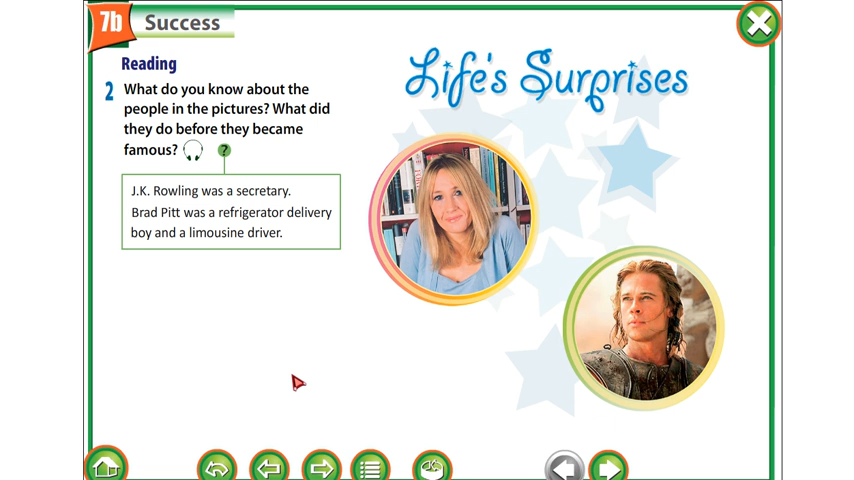 7b Success
Life's Surprises
Reading
2 What do you know about the
people in the pictures? What did
they do before they became
famous? ?
J.K. Rowling was a secretary.
Brad Pitt was a refrigerator delivery
boy and a limousine driver.